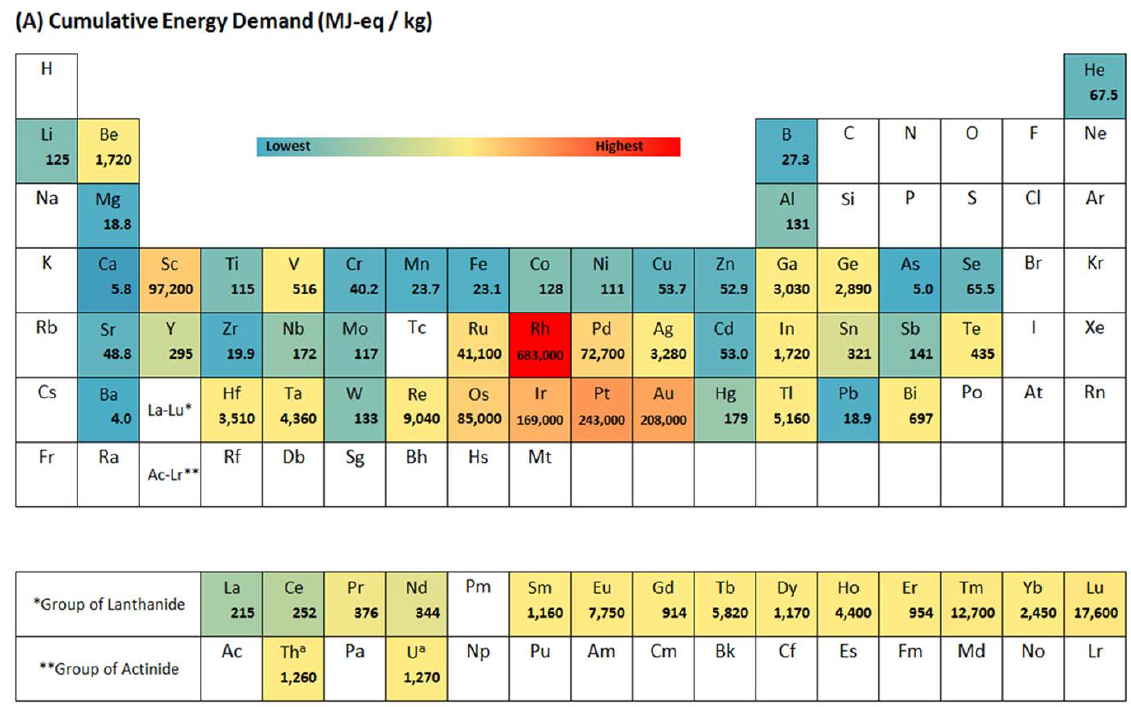 (A) Cumulative Energy Demand (MJ-eq / kg)
H He
67.5
Li Be Lowest Highest B C N O F Ne
125 1,720 27.3
Na Mg Al Si P S Cl Ar
18.8 131
K Ca Sc Ti V Cr Mn Fe Co Ni Cu Zn Ga Ge As Se Br Kr
5.8 97,200 115 516 40.2 23.7 23.1 128 111 53.7 52.9 3,030 2,890 5.0 65.5
Rb Sr Y Zr Nb Mo Tc Ru Rh Pd Ag Cd In Sn Sb Te I Xe
48.8 295 19.9 172 117 41,100 683,000 72,700 3,280 53.0 1,720 321 141 435
Cs Ba La-Lu* Hf Ta W Re Os Ir Pt Au Hg Tl Pb Bi Po At Rn
4.0 3,510 4,360 133 9,040 85,000 169,000 243,000 208,000 179 5,160 18.9 697
Fr Ra Ac-Lr** Rf Db Sg Bh Hs Mt
*Group of Lanthanide La Ce Pr Nd Pm Sm Eu Gd Tb Dy Ho Er Tm Yb Lu
215 252 376 344 1,160 7,750 914 5,820 1,170 4,400 954 12,700 2,450 17,600
**Group of Actinide Ac Thª Pa Uª Np Pu Am Cm Bk Cf Es Fm Md No Lr
1,260 1,270